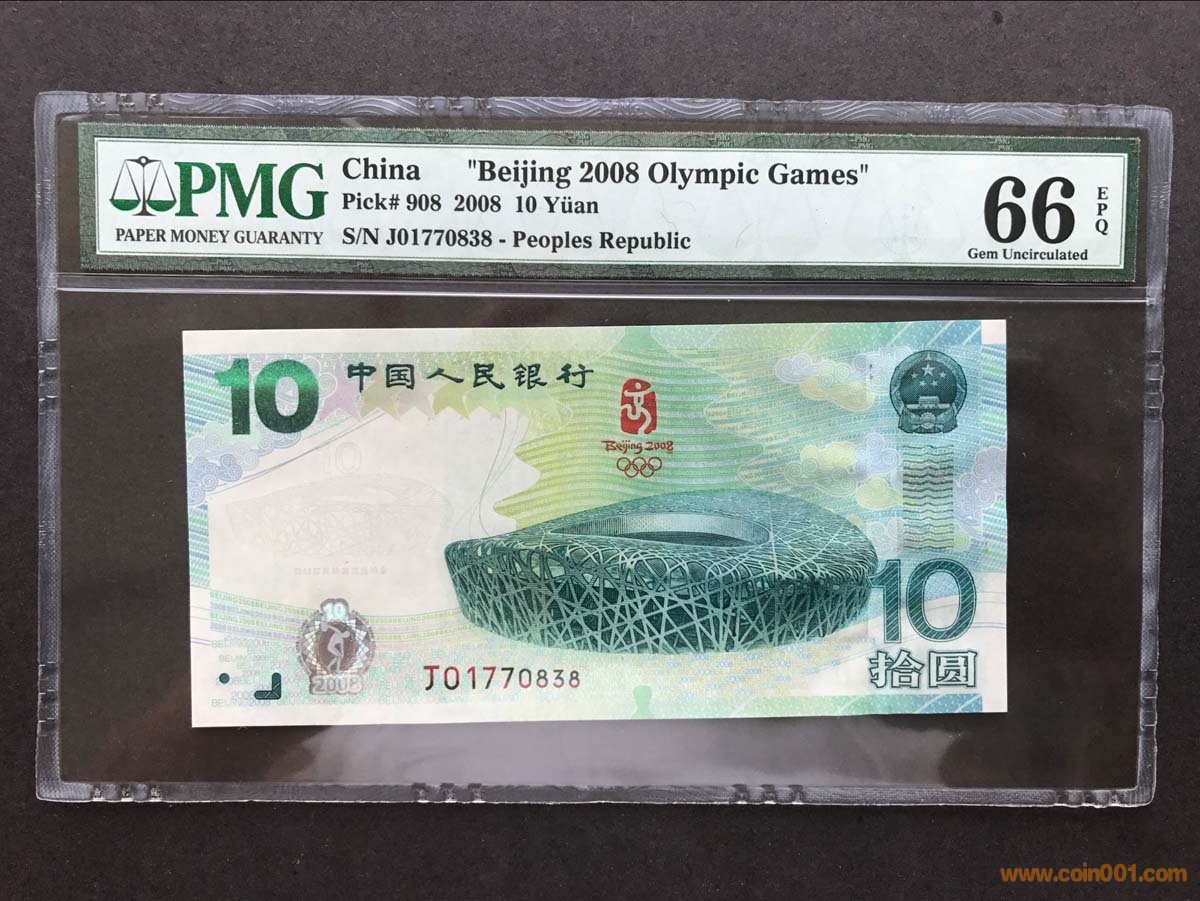 PMG
PAPER MONEY GUARANTY
China "Beijing 2008 Olympic Games"
Pick# 908 2008 10 Yüan
S/N J01770838 - Peoples Republic
66
EPQ
Gem Uncirculated
10
中国人民银行
Beijing 2008
10
2008
J01770838
10
拾圆
www.coin001.com